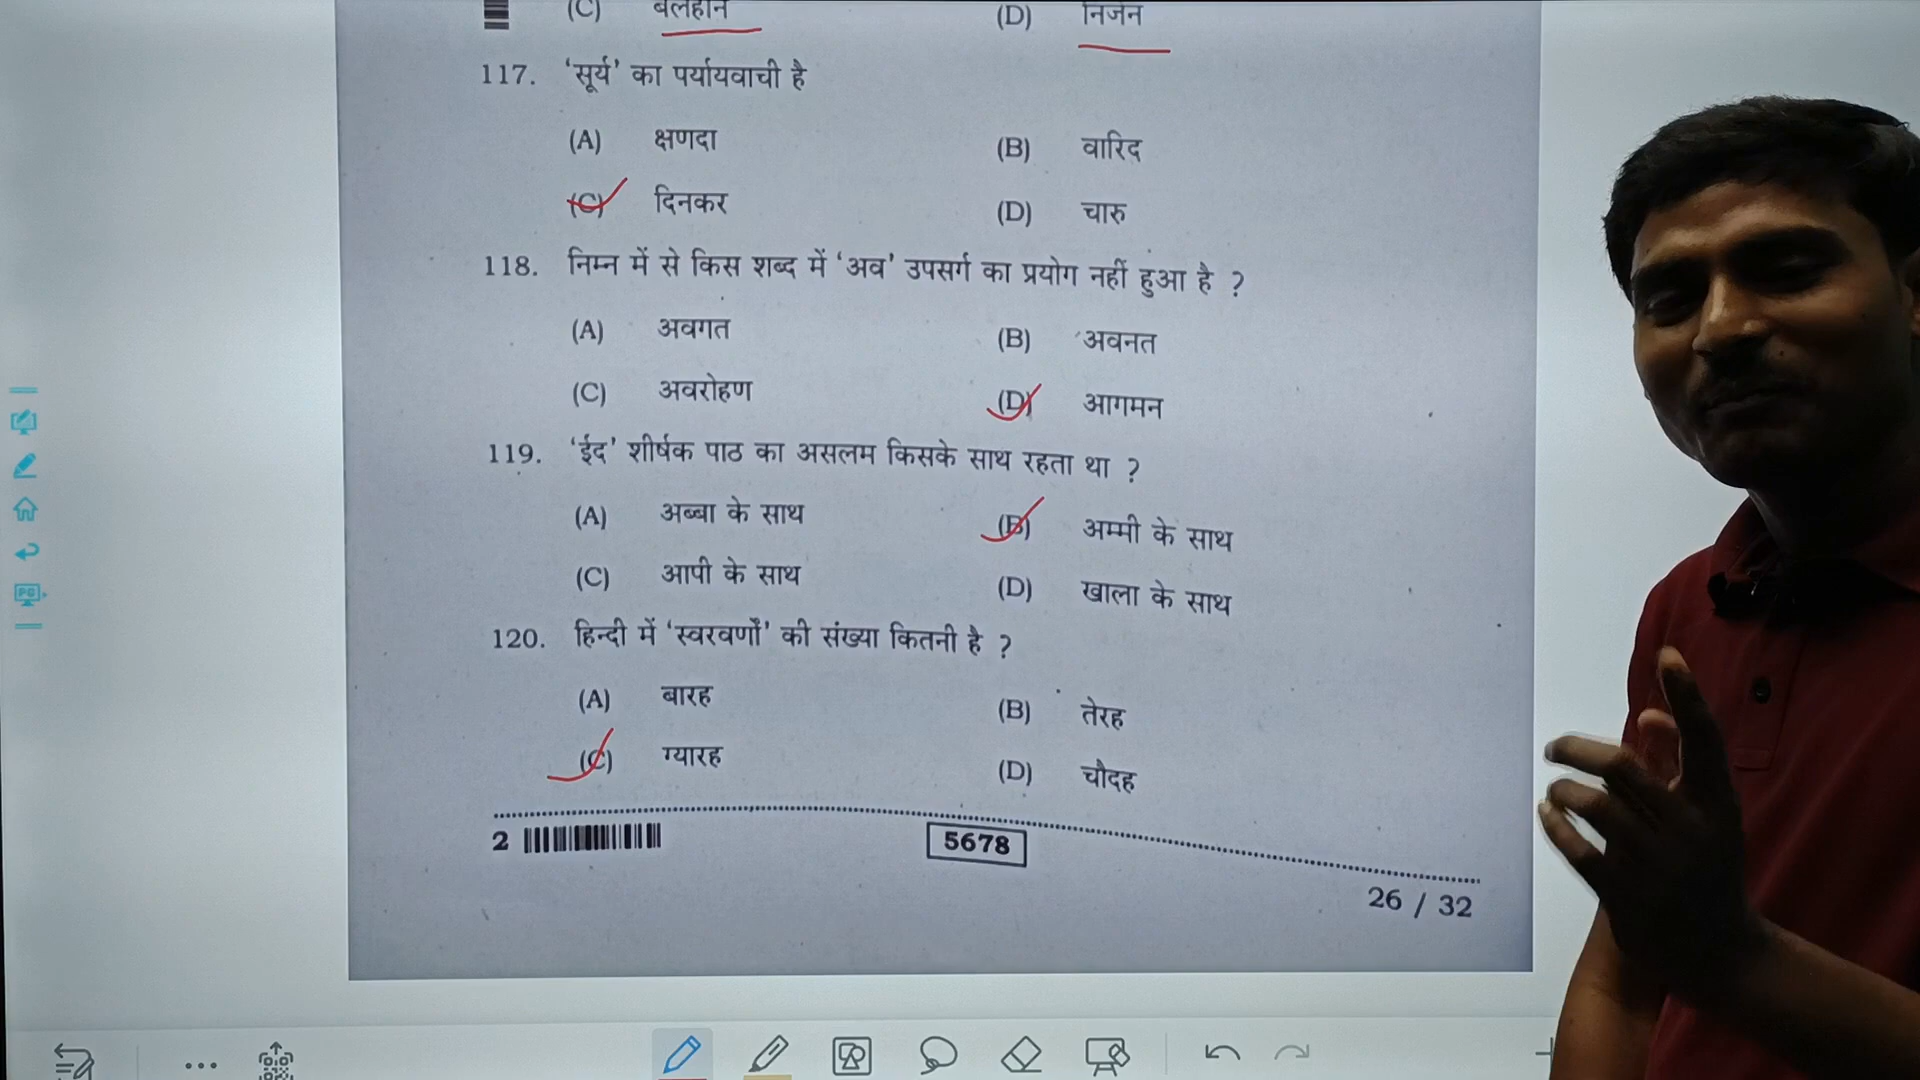 (C) बलहीन (D) निर्जन
117. ‘सूर्य’ का पर्यायवाची है
(A) क्षणदा (B) वारिद
(C) दिनकर (D) चारु
118. निम्न में से किस शब्द में ‘अव’ उपसर्ग का प्रयोग नहीं हुआ है ?
(A) अवगत (B) अवनत
(C) अवरोहण (D) आगमन
119. ‘ईद’ शीर्षक पाठ का असलम किसके साथ रहता था ?
(A) अब्बा के साथ (B) अम्मी के साथ
(C) आपी के साथ (D) खाला के साथ
120. हिन्दी में ‘स्वरवर्णों’ की संख्या कितनी है ?
(A) बारह (B) तेरह
(C) ग्यारह (D) चौदह
2 5678
26 / 32
PG